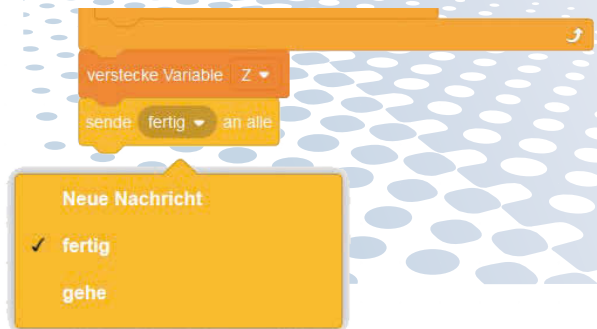 verstecke Variable Z
sende fertig an alle
Neue Nachricht
✓ fertig
gehe